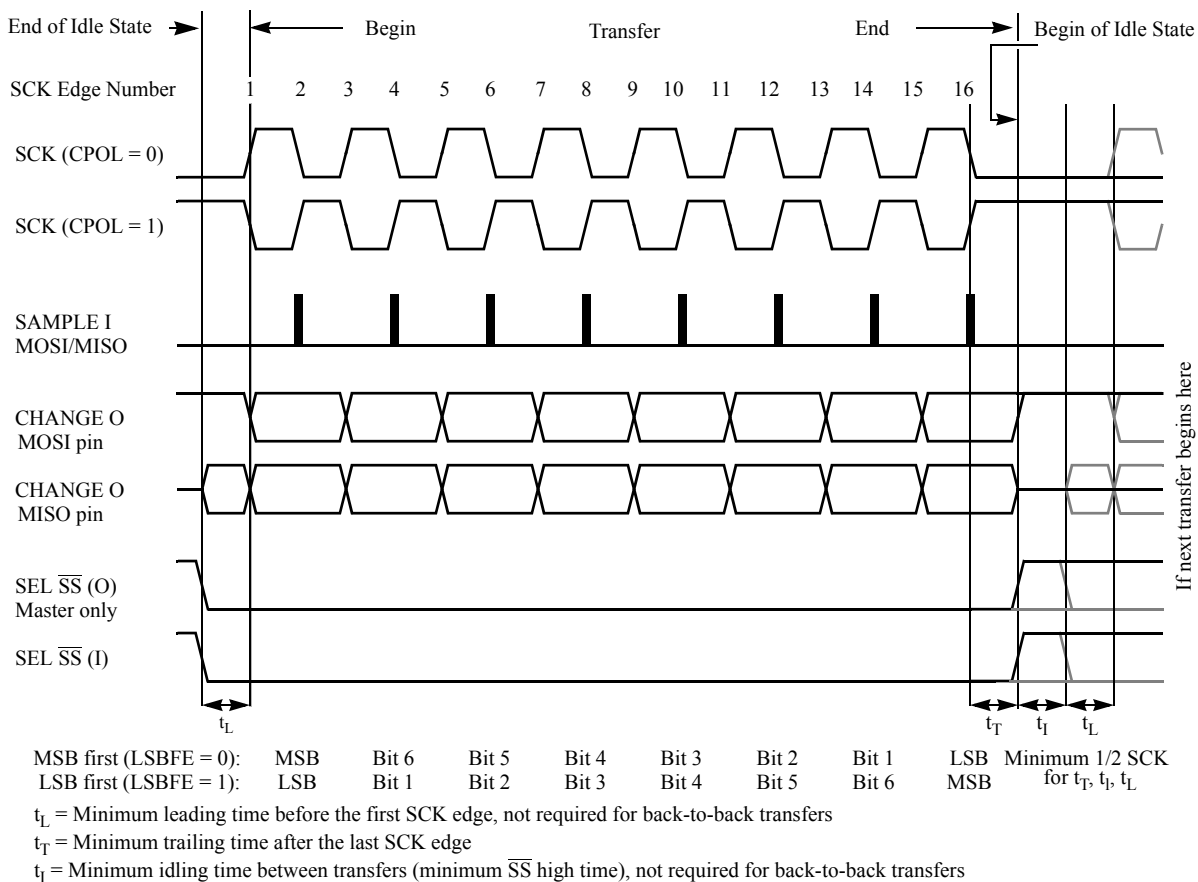 End of Idle State
Begin
Transfer
End
Begin of Idle State
SCK Edge Number
1 2 3 4 5 6 7 8 9 10 11 12 13 14 15 16
SCK (CPOL = 0)
SCK (CPOL = 1)
SAMPLE I
MOSI/MISO
CHANGE O
MOSI pin
CHANGE O
MISO pin
SEL S̅S̅ (O)
Master only
SEL S̅S̅ (I)
If next transfer begins here
tL
tT tI tL
MSB first (LSBFE = 0): MSB Bit 6 Bit 5 Bit 4 Bit 3 Bit 2 Bit 1 LSB
LSB first (LSBFE = 1): LSB Bit 1 Bit 2 Bit 3 Bit 4 Bit 5 Bit 6 MSB
Minimum 1/2 SCK
for tT, tI, tL
tL = Minimum leading time before the first SCK edge, not required for back-to-back transfers
tT = Minimum trailing time after the last SCK edge
tI = Minimum idling time between transfers (minimum S̅S̅ high time), not required for back-to-back transfers